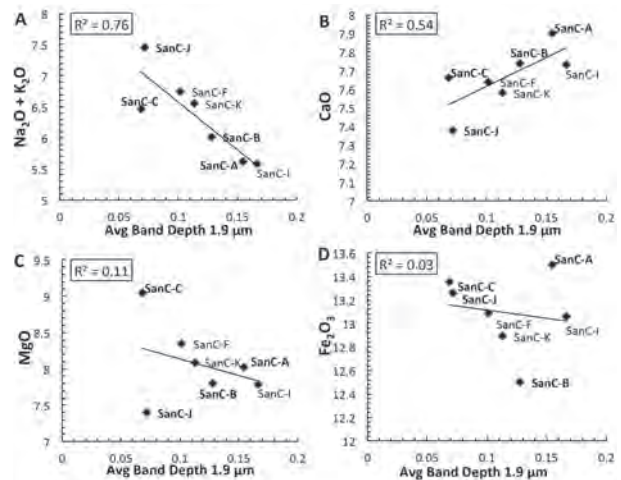 A
R² = 0.76
8
7.5
7
6.5
6
5.5
5
Na₂O + K₂O
SanC-J
SanC-C
SanC-F
SanC-K
SanC-B
SanC-A
SanC-I
0 0.05 0.1 0.15 0.2
Avg Band Depth 1.9 µm
B
R² = 0.54
8
7.9
7.8
7.7
7.6
7.5
7.4
7.3
7.2
7.1
7
CaO
SanC-A
SanC-B
SanC-C
SanC-F
SanC-I
SanC-K
SanC-J
0 0.05 0.1 0.15 0.2
Avg Band Depth 1.9 µm
C
R² = 0.11
9.5
9
8.5
8
7.5
7
MgO
SanC-C
SanC-F
SanC-K
SanC-A
SanC-B
SanC-I
SanC-J
0 0.05 0.1 0.15 0.2
Avg Band Depth 1.9 µm
D
R² = 0.03
13.6
13.4
13.2
13
12.8
12.6
12.4
12.2
12
Fe₂O₃
SanC-A
SanC-C
SanC-J
SanC-F
SanC-I
SanC-K
SanC-B
0 0.05 0.1 0.15 0.2
Avg Band Depth 1.9 µm